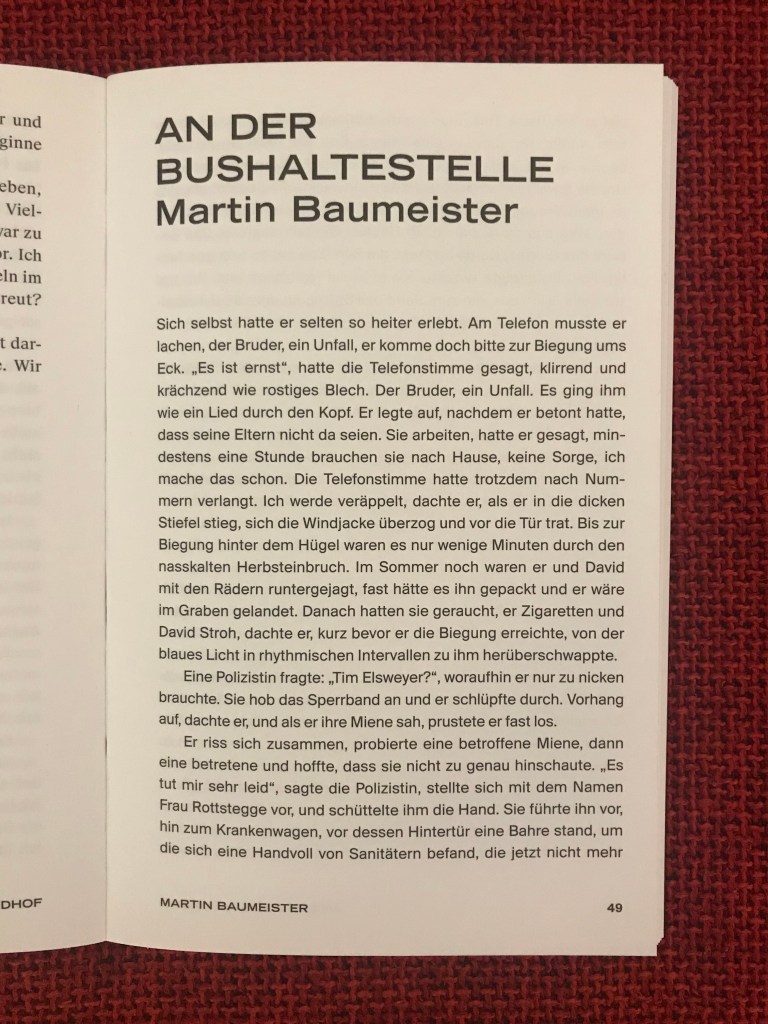 r und
ginne
eben,
Viel-
var zu
or. Ich
eln im
reut?
t dar-
e. Wir
DHOF
AN DER
BUSHALTESTELLE
Martin Baumeister
Sich selbst hatte er selten so heiter erlebt. Am Telefon musste er
lachen, der Bruder, ein Unfall, er komme doch bitte zur Biegung ums
Eck. „Es ist ernst“, hatte die Telefonstimme gesagt, klirrend und
krächzend wie rostiges Blech. Der Bruder, ein Unfall. Es ging ihm
wie ein Lied durch den Kopf. Er legte auf, nachdem er betont hatte,
dass seine Eltern nicht da seien. Sie arbeiten, hatte er gesagt, min-
destens eine Stunde brauchen sie nach Hause, keine Sorge, ich
mache das schon. Die Telefonstimme hatte trotzdem nach Num-
mern verlangt. Ich werde veräppelt, dachte er, als er in die dicken
Stiefel stieg, sich die Windjacke überzog und vor die Tür trat. Bis zur
Biegung hinter dem Hügel waren es nur wenige Minuten durch den
nasskalten Herbsteinbruch. Im Sommer noch waren er und David
mit den Rädern runtergejagt, fast hätte es ihn gepackt und er wäre
im Graben gelandet. Danach hatten sie geraucht, er Zigaretten und
David Stroh, dachte er, kurz bevor er die Biegung erreichte, von der
blaues Licht in rhythmischen Intervallen zu ihm herüberschwappte.
Eine Polizistin fragte: „Tim Elsweyer?“, woraufhin er nur zu nicken
brauchte. Sie hob das Sperrband an und er schlüpfte durch. Vorhang
auf, dachte er, und als er ihre Miene sah, prustete er fast los.
Er riss sich zusammen, probierte eine betroffene Miene, dann
eine betretene und hoffte, dass sie nicht zu genau hinschaute. „Es
tut mir sehr leid“, sagte die Polizistin, stellte sich mit dem Namen
Frau Rottstegge vor, und schüttelte ihm die Hand. Sie führte ihn vor,
hin zum Krankenwagen, vor dessen Hintertür eine Bahre stand, um
die sich eine Handvoll von Sanitätern befand, die jetzt nicht mehr
MARTIN BAUMEISTER 49